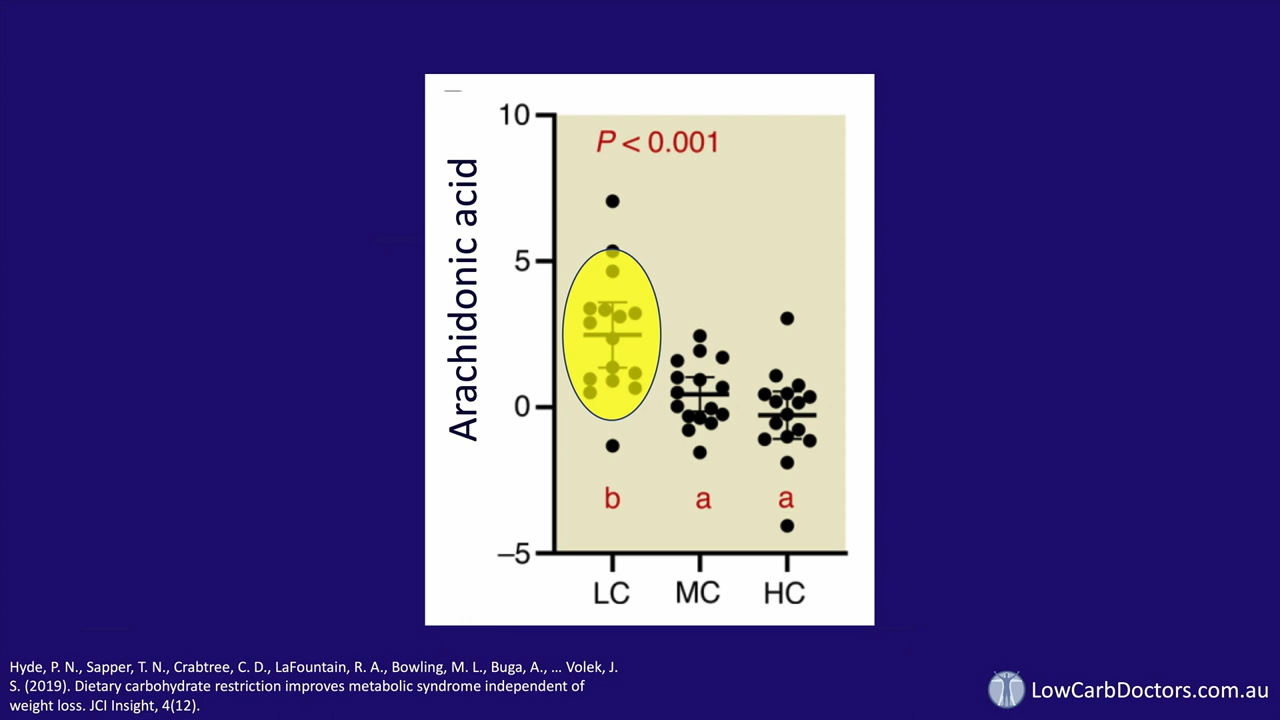 10
P < 0.001
Arachidonic acid
5
0
b a a
–5
LC MC HC
Hyde, P. N., Sapper, T. N., Crabtree, C. D., LaFountain, R. A., Bowling, M. L., Buga, A., ... Volek, J.
S. (2019). Dietary carbohydrate restriction improves metabolic syndrome independent of
weight loss. JCI Insight, 4(12).
LowCarbDoctors.com.au